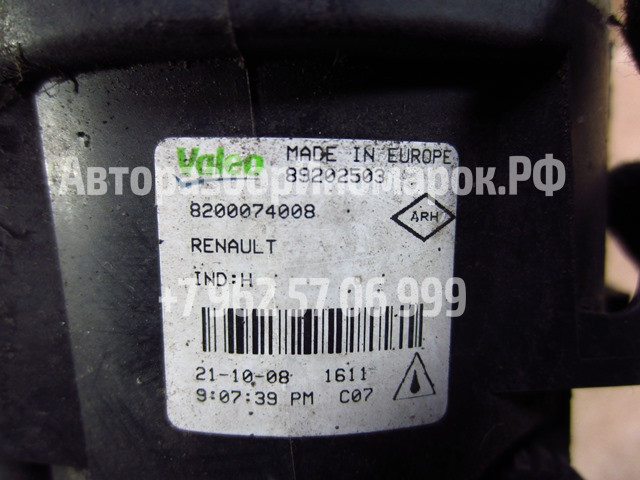 Valeo MADE IN EUROPE
89202503 H
АвторазборкиМаркой.РФ
8200074008
ARH
RENAULT
IND:H
+7 962 57 06 999
21-10-08 1611
9:07:39 PM C07